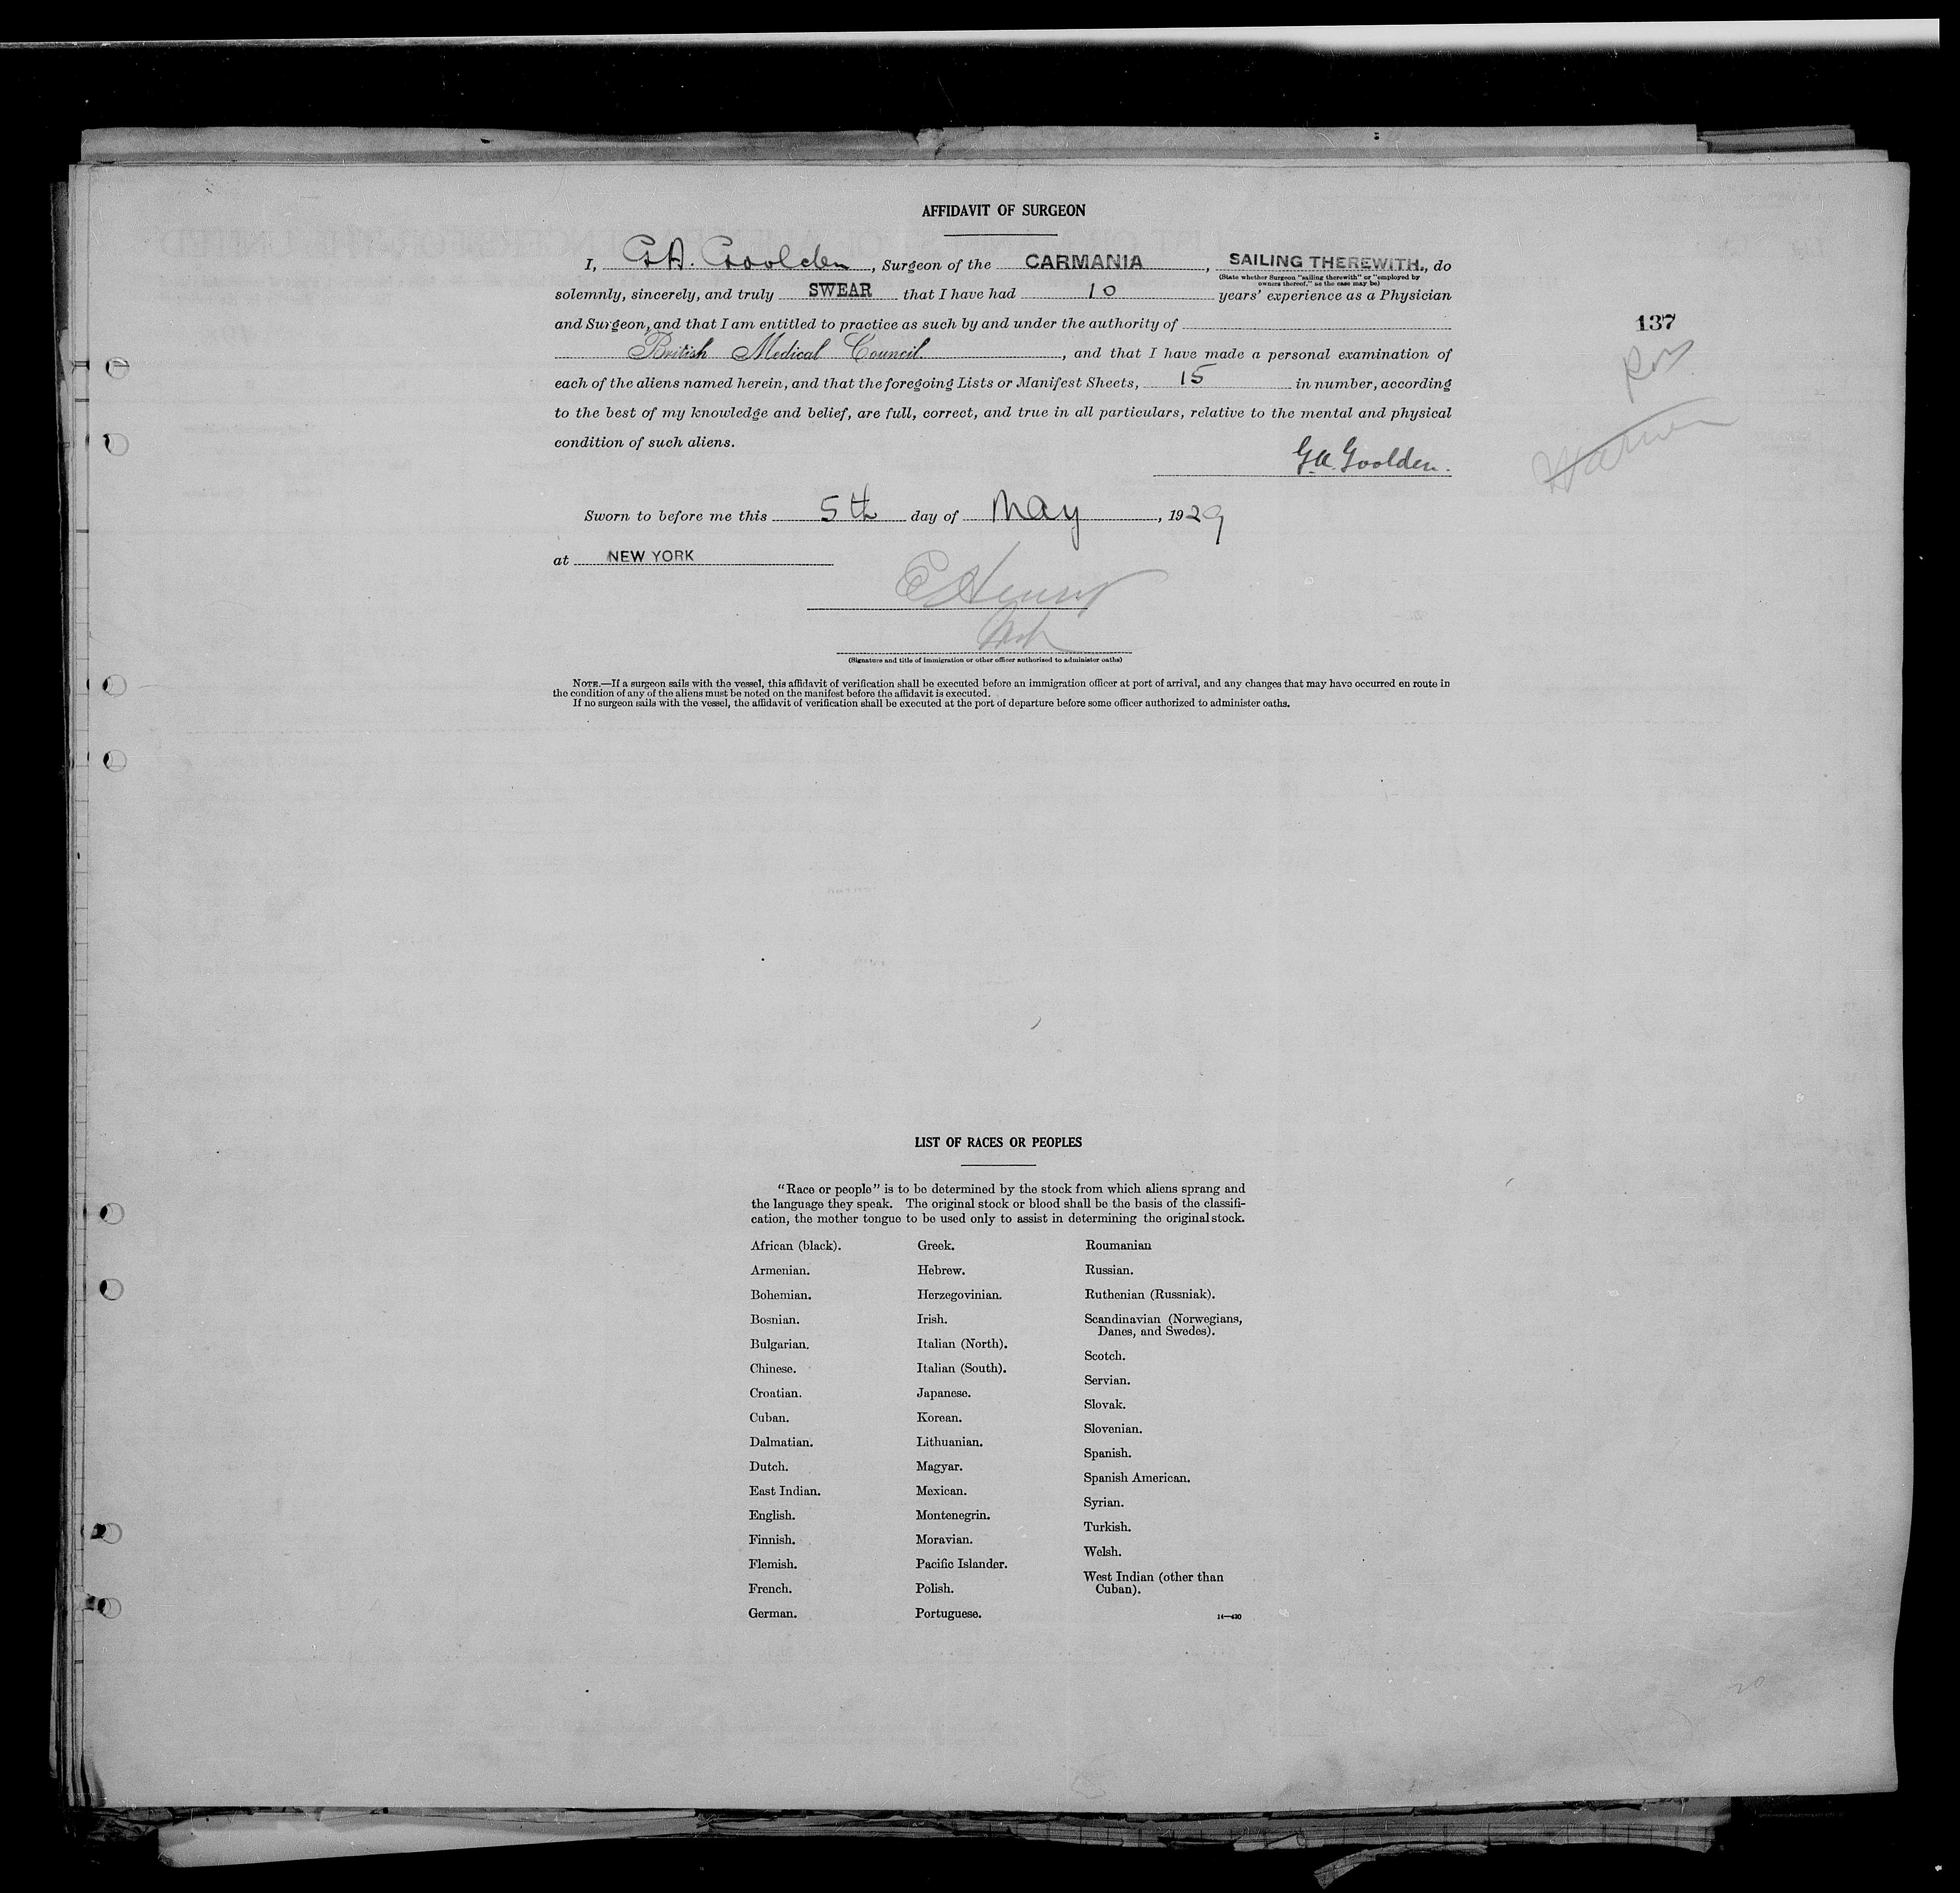 AFFIDAVIT OF SURGEON
I, G.A. Goolden, Surgeon of the CARMANIA, SAILING THEREWITH., do
(State whether Surgeon "sailing therewith" or "employed by
owners thereof," as the case may be)
solemnly, sincerely, and truly SWEAR that I have had 10 years' experience as a Physician
and Surgeon, and that I am entitled to practice as such by and under the authority of
137
British Medical Council, and that I have made a personal examination of
each of the aliens named herein, and that the foregoing Lists or Manifest Sheets, 15 in number, according
to the best of my knowledge and belief, are full, correct, and true in all particulars, relative to the mental and physical
condition of such aliens.
G.A. Goolden.
Sworn to before me this 5th day of May, 1929
at NEW YORK
(Signature and title of immigration or other officer authorized to administer oaths)
NOTE.—If a surgeon sails with the vessel, this affidavit of verification shall be executed before an immigration officer at port of arrival, and any changes that may have occurred en route in
the condition of any of the aliens must be noted on the manifest before the affidavit is executed.
If no surgeon sails with the vessel, the affidavit of verification shall be executed at the port of departure before some officer authorized to administer oaths.
LIST OF RACES OR PEOPLES
"Race or people" is to be determined by the stock from which aliens sprang and
the language they speak. The original stock or blood shall be the basis of the classifi-
cation, the mother tongue to be used only to assist in determining the original stock.
African (black).
Armenian.
Bohemian.
Bosnian.
Bulgarian.
Chinese.
Croatian.
Cuban.
Dalmatian.
Dutch.
East Indian.
English.
Finnish.
Flemish.
French.
German.
Greek.
Hebrew.
Herzegovinian.
Irish.
Italian (North).
Italian (South).
Japanese.
Korean.
Lithuanian.
Magyar.
Mexican.
Montenegrin.
Moravian.
Pacific Islander.
Polish.
Portuguese.
Roumanian
Russian.
Ruthenian (Russniak).
Scandinavian (Norwegians,
Danes, and Swedes).
Scotch.
Servian.
Slovak.
Slovenian.
Spanish.
Spanish American.
Syrian.
Turkish.
Welsh.
West Indian (other than
Cuban).
14—430
20